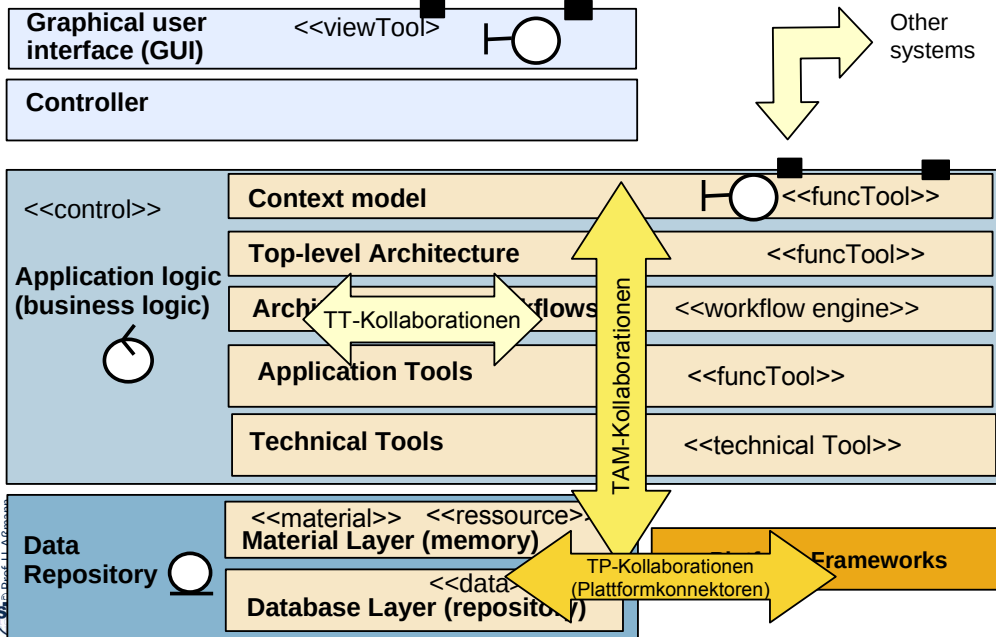 Graphical user
interface (GUI)
<<viewTool>
Other
systems
Controller
<<control>>
Context model
<<funcTool>>
Top-level Architecture
<<funcTool>>
Application logic
(business logic)
TT-Kollaborationen
<<workflow engine>>
Application Tools
<<funcTool>>
TAM-Kollaborationen
Technical Tools
<<technical Tool>>
Data
Repository
<<material>>
<<ressource>
Material Layer (memory)
<<data>
Database Layer (repository)
TP-Kollaborationen
(Plattformkonnektoren)
Frameworks